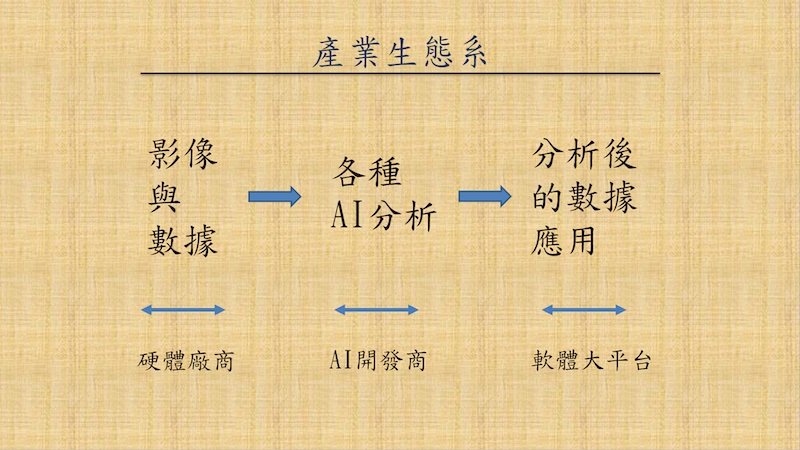 產業生態系
影像
與
數據
各種
AI分析
分析後
的數據
應用
硬體廠商
AI開發商
軟體大平台